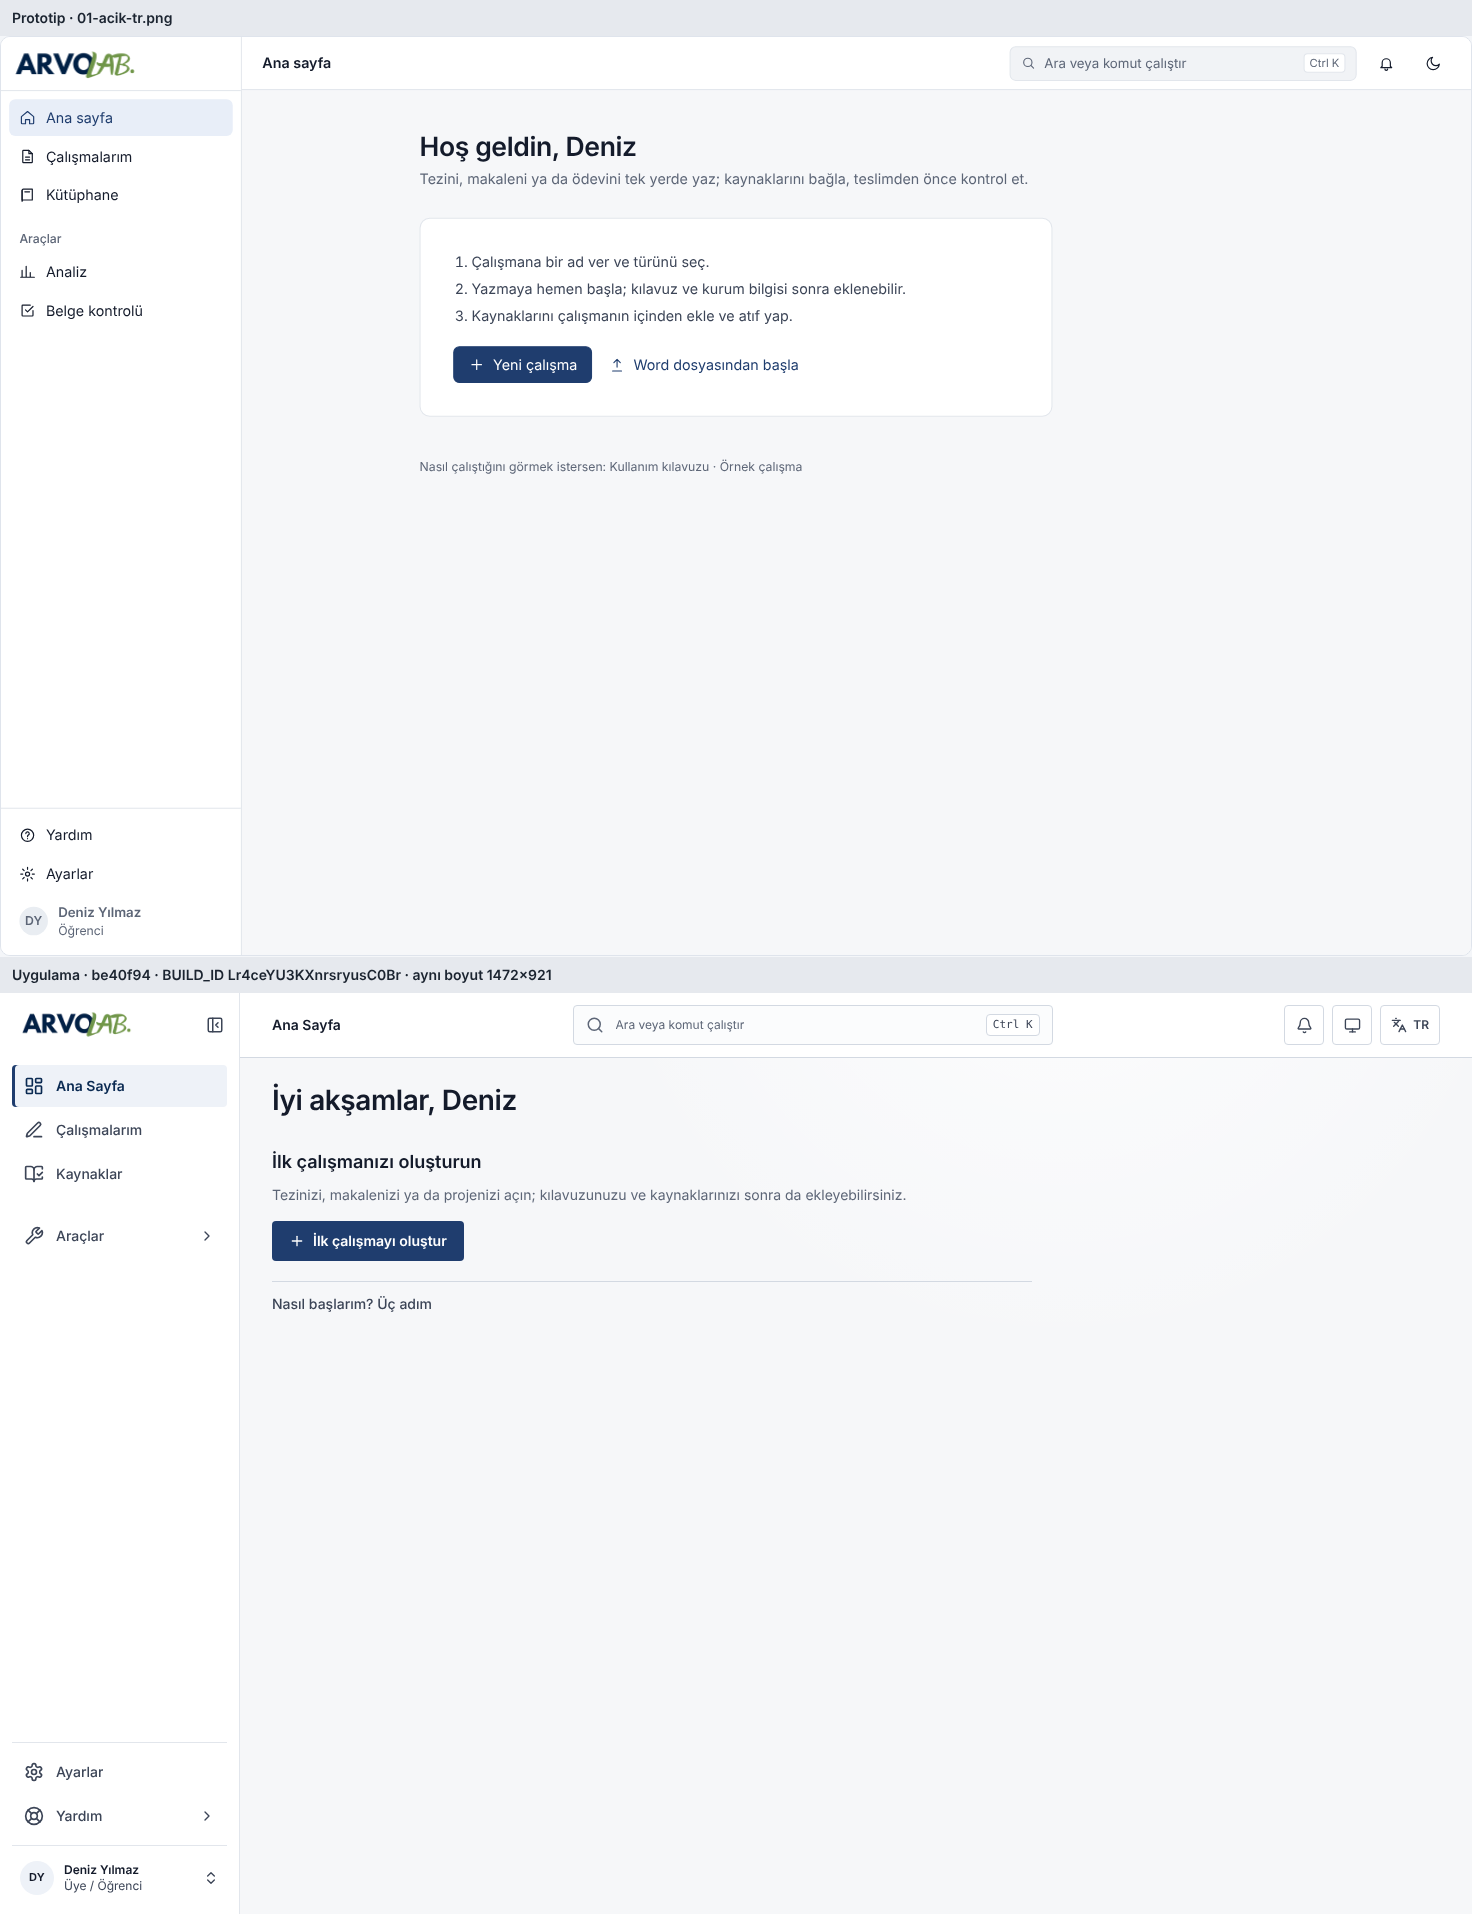 Prototip · 01-acik-tr.png
ARVOLAB.
Ana sayfa
Ara veya komut çalıştır
Ctrl K
Ana sayfa
Çalışmalarım
Kütüphane
Araçlar
Analiz
Belge kontrolü
Hoş geldin, Deniz
Tezini, makaleni ya da ödevini tek yerde yaz; kaynaklarını bağla, teslimden önce kontrol et.
1. Çalışmana bir ad ver ve türünü seç.
2. Yazmaya hemen başla; kılavuz ve kurum bilgisi sonra eklenebilir.
3. Kaynaklarını çalışmanın içinden ekle ve atıf yap.
Yeni çalışma
Word dosyasından başla
Nasıl çalıştığını görmek istersen: Kullanım kılavuzu · Örnek çalışma
Yardım
Ayarlar
DY
Deniz Yılmaz
Öğrenci
Uygulama · be40f94 · BUILD_ID Lr4ceYU3KXnrsryusC0Br · aynı boyut 1472×921
ARVOLAB.
Ana Sayfa
Ara veya komut çalıştır
Ctrl K
TR
Ana Sayfa
Çalışmalarım
Kaynaklar
Araçlar
İyi akşamlar, Deniz
İlk çalışmanızı oluşturun
Tezinizi, makalenizi ya da projenizi açın; kılavuzunuzu ve kaynaklarınızı sonra da ekleyebilirsiniz.
İlk çalışmayı oluştur
Nasıl başlarım? Üç adım
Ayarlar
Yardım
DY
Deniz Yılmaz
Üye / Öğrenci